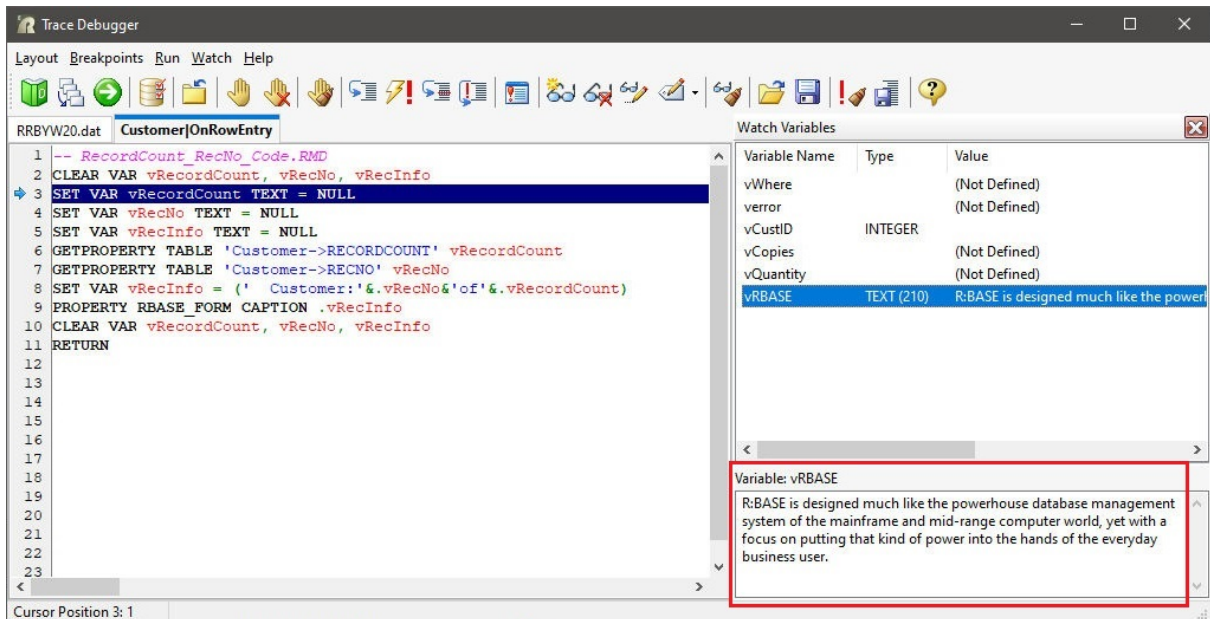 Trace Debugger
Layout Breakpoints Run Watch Help
RRBYW20.dat Customer|OnRowEntry
1 -- RecordCount_RecNo_Code.RMD
2 CLEAR VAR vRecordCount, vRecNo, vRecInfo
3 SET VAR vRecordCount TEXT = NULL
4 SET VAR vRecNo TEXT = NULL
5 SET VAR vRecInfo TEXT = NULL
6 GETPROPERTY TABLE 'Customer->RECORDCOUNT' vRecordCount
7 GETPROPERTY TABLE 'Customer->RECNO' vRecNo
8 SET VAR vRecInfo = ('  Customer:'&.vRecNo&'of'&.vRecordCount)
9 PROPERTY RBASE_FORM CAPTION .vRecInfo
10 CLEAR VAR vRecordCount, vRecNo, vRecInfo
11 RETURN
12
13
14
15
16
17
18
19
20
21
22
23
Cursor Position 3: 1
Watch Variables
Variable Name Type Value
vWhere (Not Defined)
verror (Not Defined)
vCustID INTEGER
vCopies (Not Defined)
vQuantity (Not Defined)
vRBASE TEXT (210) R:BASE is designed much like the power
Variable: vRBASE
R:BASE is designed much like the powerhouse database management
system of the mainframe and mid-range computer world, yet with a
focus on putting that kind of power into the hands of the everyday
business user.